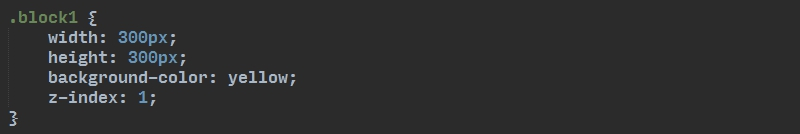 .block1 {
    width: 300px;
    height: 300px;
    background-color: yellow;
    z-index: 1;
}